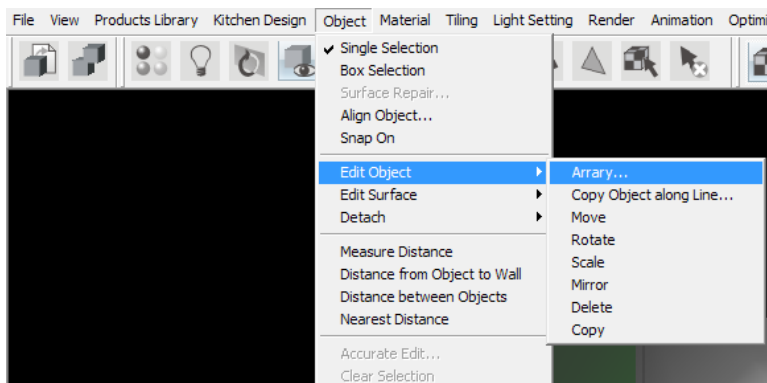 File View Products Library Kitchen Design Object Material Tiling Light Setting Render Animation
Single Selection
Box Selection
Surface Repair...
Align Object...
Snap On
Edit Object
Edit Surface
Detach
Measure Distance
Distance from Object to Wall
Distance between Objects
Nearest Distance
Accurate Edit...
Clear Selection
Arrary...
Copy Object along Line...
Move
Rotate
Scale
Mirror
Delete
Copy